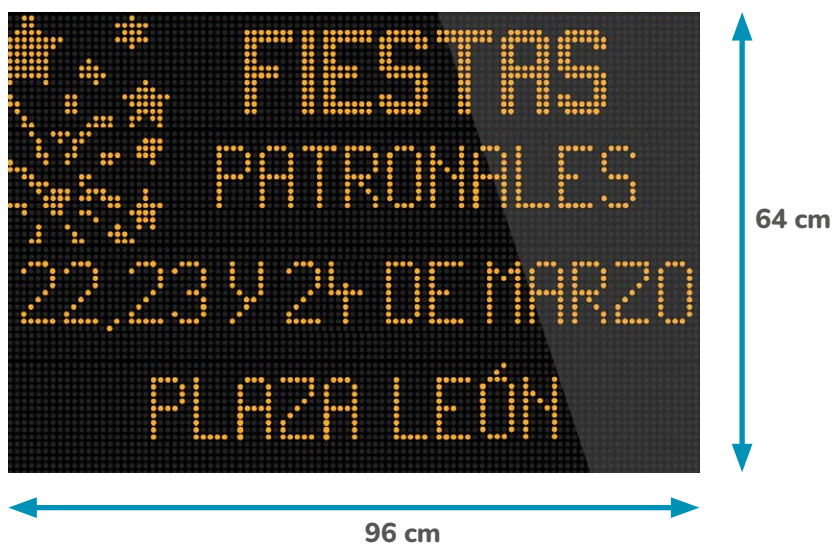 FIESTAS
PATRONALES
22,23 Y 24 DE MARZO
PLAZA LEÓN
64 cm
96 cm